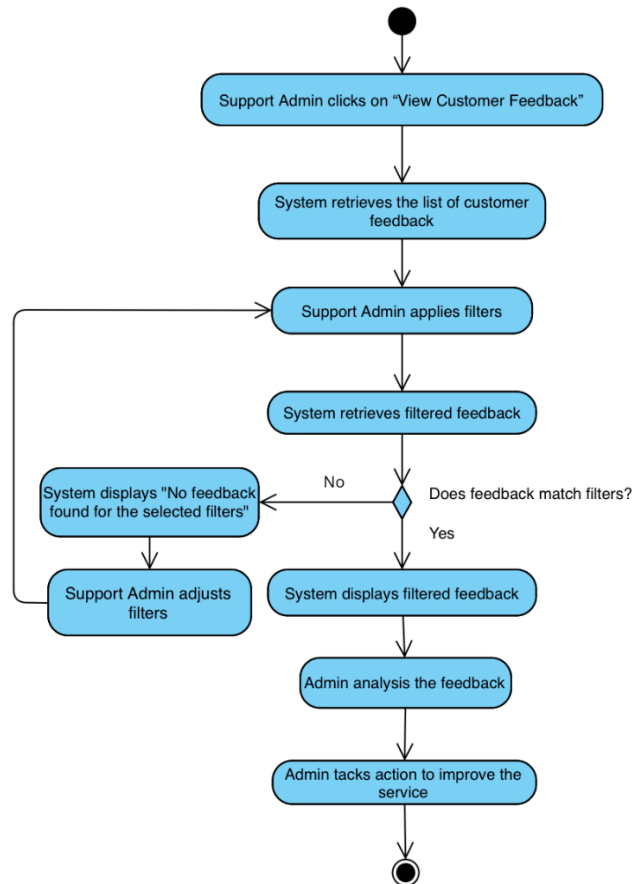 Support Admin clicks on “View Customer Feedback”
System retrieves the list of customer
feedback
Support Admin applies filters
System retrieves filtered feedback
Does feedback match filters?
No
Yes
System displays "No feedback
found for the selected filters"
Support Admin adjusts
filters
System displays filtered feedback
Admin analysis the feedback
Admin tacks action to improve the
service